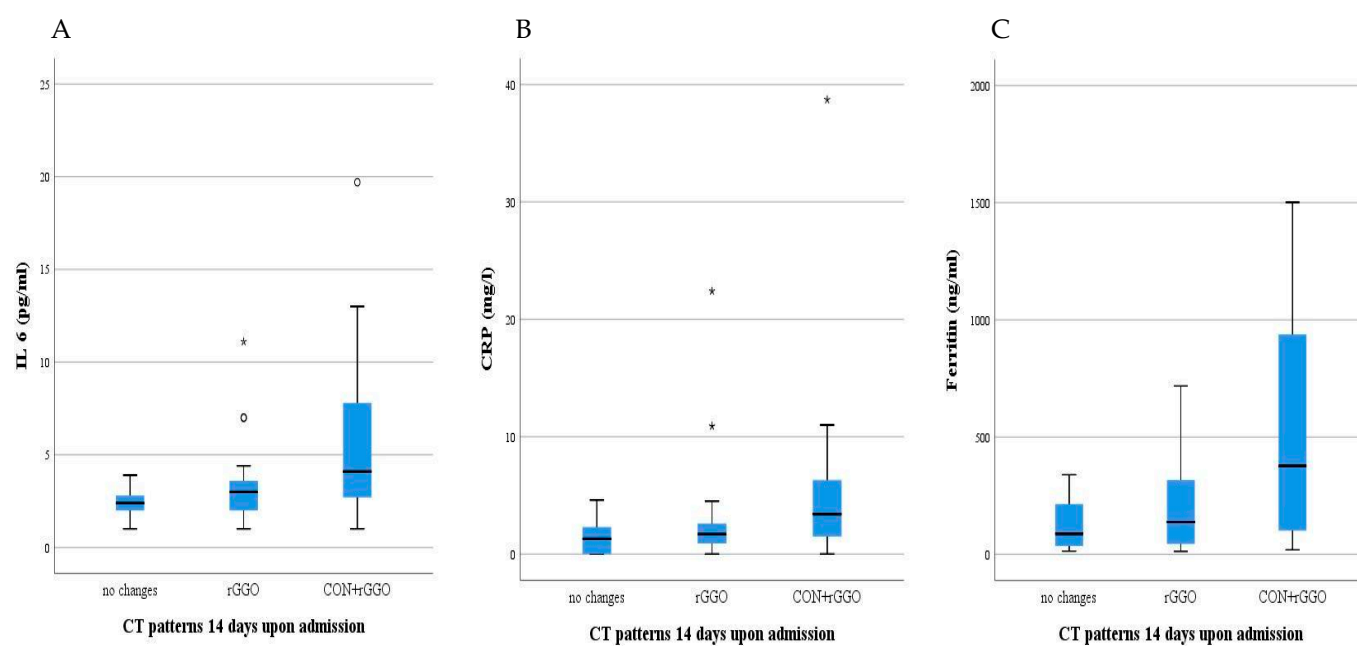 A
IL 6 (pg/ml)
25
20
15
10
5
0
no changes rGGO CON+rGGO
CT patterns 14 days upon admission
B
CRP (mg/l)
40
30
20
10
0
no changes rGGO CON+rGGO
CT patterns 14 days upon admission
C
Ferritin (ng/ml)
2000
1500
1000
500
0
no changes rGGO CON+rGGO
CT patterns 14 days upon admission